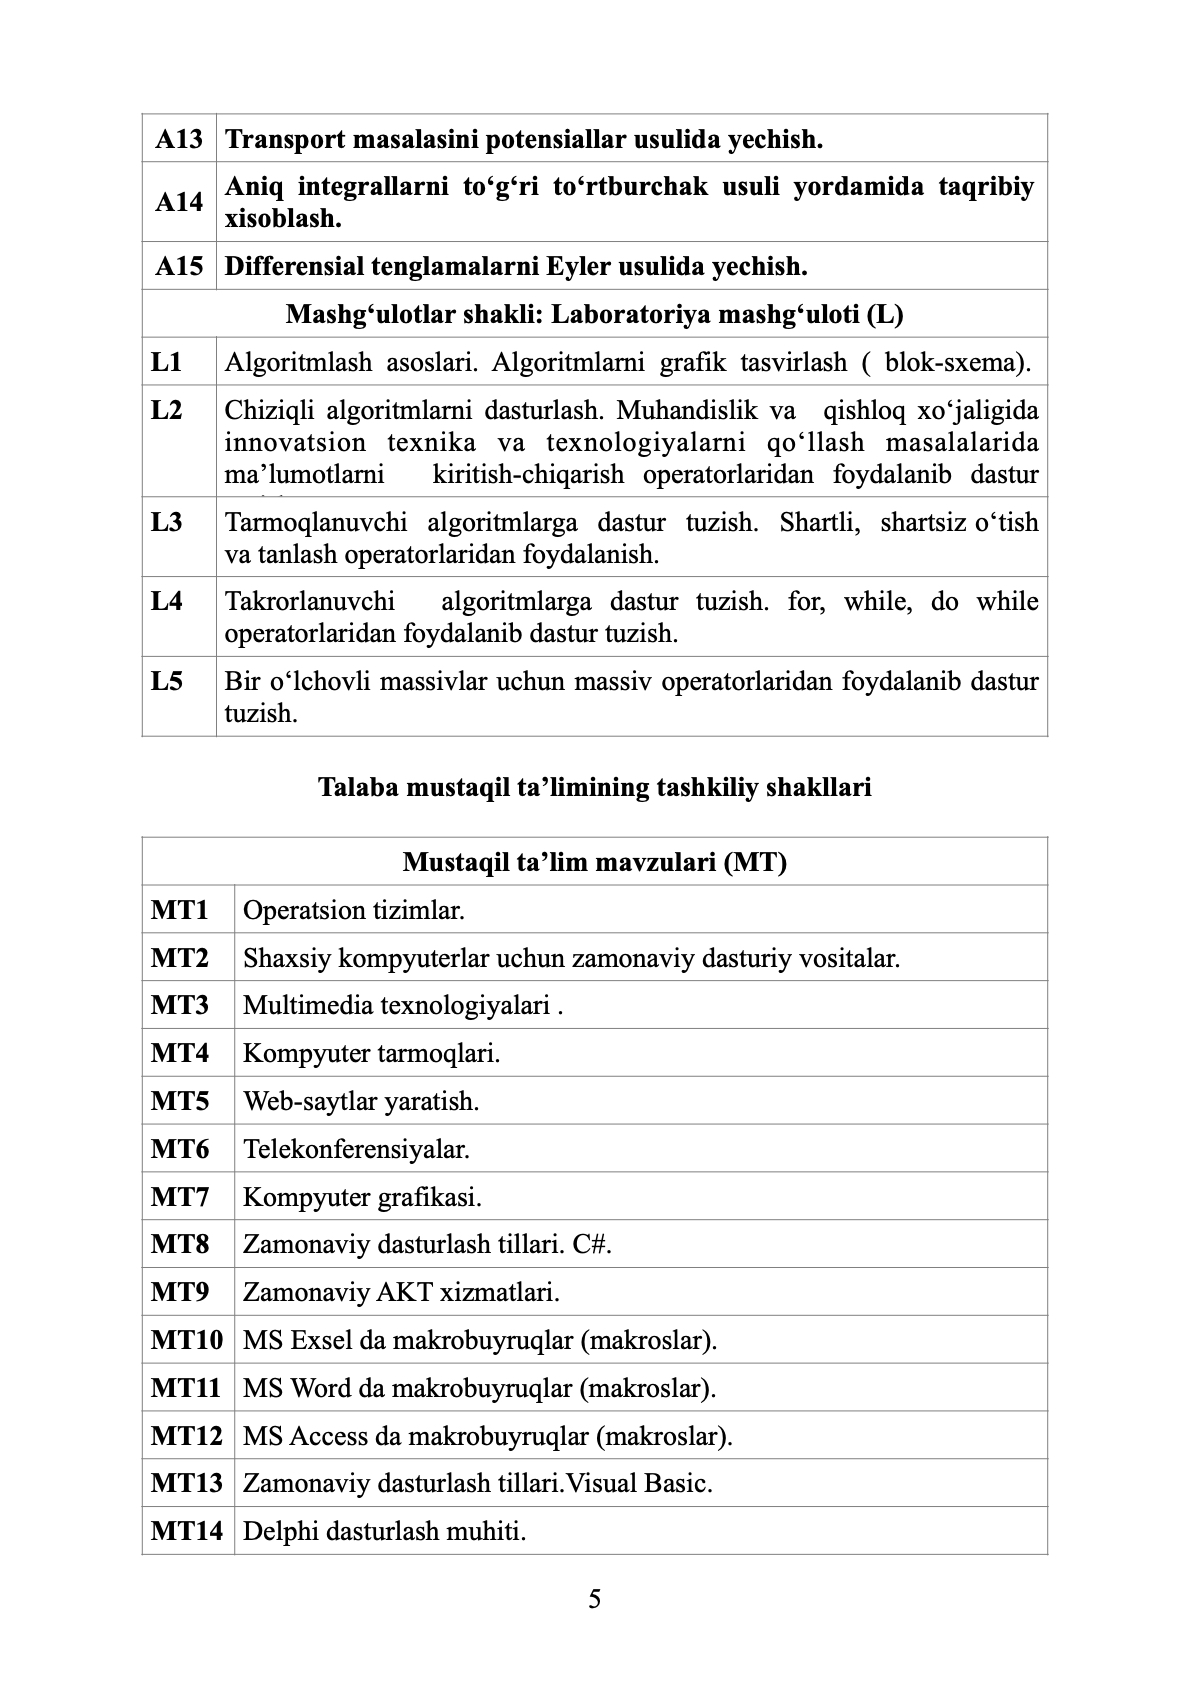 A13 Transport masalasini potensiallar usulida yechish.
A14 Aniq integrallarni to‘g‘ri to‘rtburchak usuli yordamida taqribiy
xisoblash.
A15 Differensial tenglamalarni Eyler usulida yechish.
Mashg‘ulotlar shakli: Laboratoriya mashg‘uloti (L)
L1 Algoritmlash asoslari. Algoritmlarni grafik tasvirlash ( blok-sxema).
L2 Chiziqli algoritmlarni dasturlash. Muhandislik va qishloq xo‘jaligida
innovatsion texnika va texnologiyalarni qo‘llash masalalarida
ma’lumotlarni kiritish-chiqarish operatorlaridan foydalanib dastur
L3 Tarmoqlanuvchi algoritmlarga dastur tuzish. Shartli, shartsiz o‘tish
va tanlash operatorlaridan foydalanish.
L4 Takrorlanuvchi algoritmlarga dastur tuzish. for, while, do while
operatorlaridan foydalanib dastur tuzish.
L5 Bir o‘lchovli massivlar uchun massiv operatorlaridan foydalanib dastur
tuzish.
Talaba mustaqil ta’limining tashkiliy shakllari
Mustaqil ta’lim mavzulari (MT)
MT1 Operatsion tizimlar.
MT2 Shaxsiy kompyuterlar uchun zamonaviy dasturiy vositalar.
MT3 Multimedia texnologiyalari .
MT4 Kompyuter tarmoqlari.
MT5 Web-saytlar yaratish.
MT6 Telekonferensiyalar.
MT7 Kompyuter grafikasi.
MT8 Zamonaviy dasturlash tillari. C#.
MT9 Zamonaviy AKT xizmatlari.
MT10 MS Exsel da makrobuyruqlar (makroslar).
MT11 MS Word da makrobuyruqlar (makroslar).
MT12 MS Access da makrobuyruqlar (makroslar).
MT13 Zamonaviy dasturlash tillari.Visual Basic.
MT14 Delphi dasturlash muhiti.
5